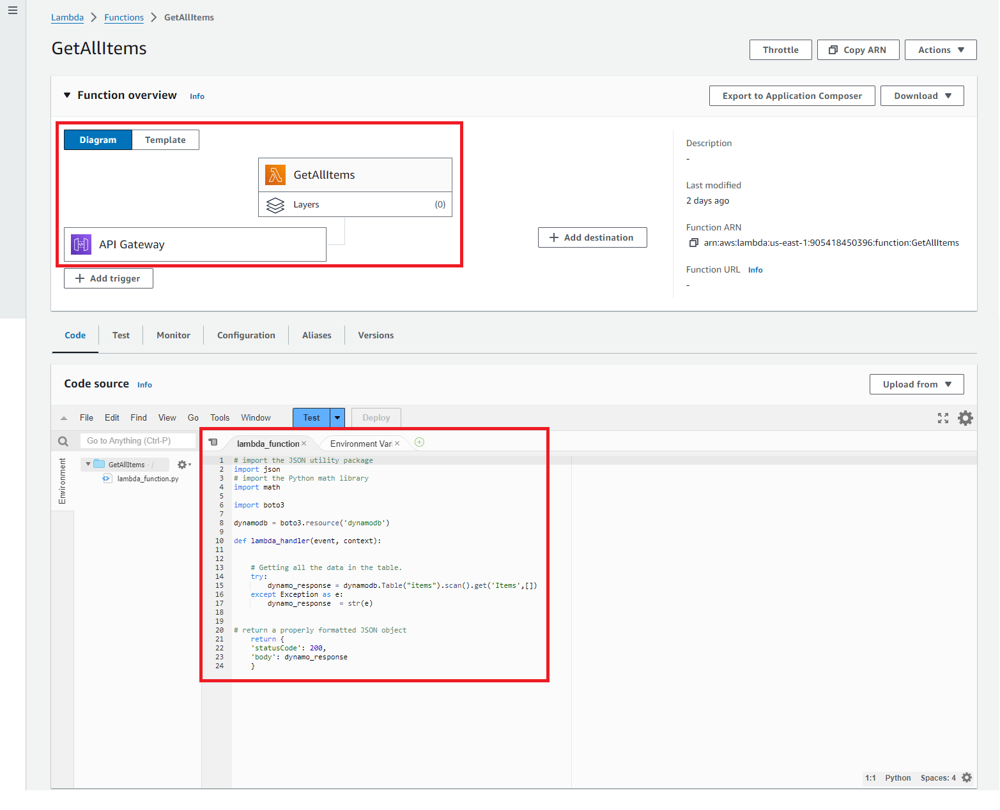 Lambda > Functions > GetAllItems
GetAllItems
Throttle
Copy ARN
Actions
Function overview
Info
Export to Application Composer
Download
Diagram
Template
GetAllItems
Layers
(0)
API Gateway
Add trigger
Add destination
Description
-
Last modified
2 days ago
Function ARN
arn:aws:lambda:us-east-1:905418450396:function:GetAllItems
Function URL Info
-
Code
Test
Monitor
Configuration
Aliases
Versions
Code source Info
Upload from
File Edit Find View Go Tools Window
Test
Deploy
Go to Anything (Ctrl-P)
Environment
GetAllItems - /
lambda_function.py
lambda_function ×
Environment Vari ×
1 # import the JSON utility package
2 import json
3 # import the Python math library
4 import math
5
6 import boto3
7
8 dynamodb = boto3.resource('dynamodb')
9
10 def lambda_handler(event, context):
11
12
13     # Getting all the data in the table.
14     try:
15         dynamo_response = dynamodb.Table("items").scan().get('Items',[])
16     except Exception as e:
17         dynamo_response  = str(e)
18
19
20 # return a properly formatted JSON object
21     return {
22     'statusCode': 200,
23     'body': dynamo_response
24     }
1:1 Python Spaces: 4